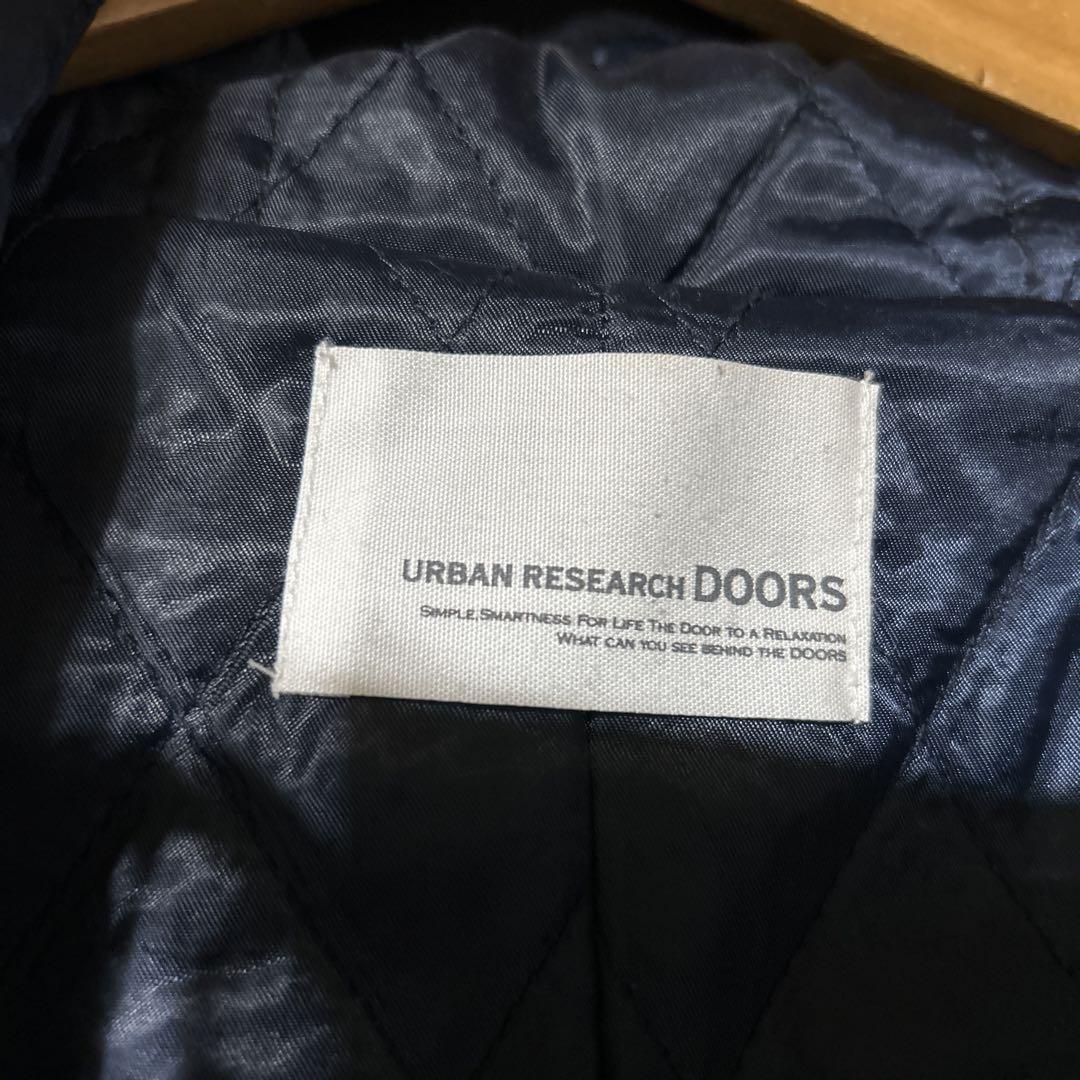 URBAN RESEARCH DOORS
SIMPLE, SMARTNESS FOR LIFE THE DOOR TO A RELAXATION
WHAT CAN YOU SEE BEHIND THE DOORS